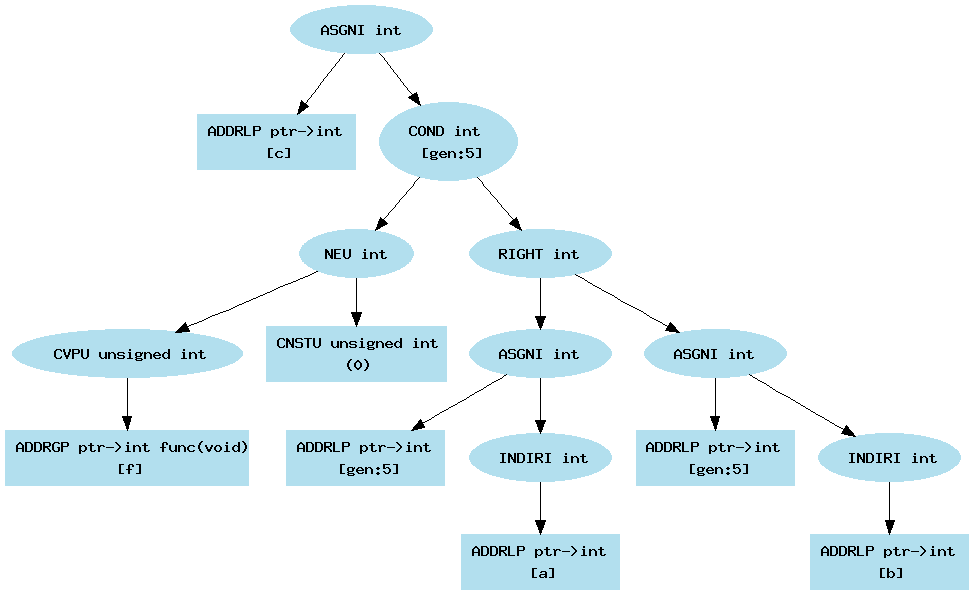 ASGNI int
ADDRLP ptr->int
[c]
COND int
[gen:5]
NEU int
RIGHT int
CVPU unsigned int
CNSTU unsigned int
(0)
ASGNI int
ASGNI int
ADDRGP ptr->int func(void)
[f]
ADDRLP ptr->int
[gen:5]
INDIRI int
ADDRLP ptr->int
[gen:5]
INDIRI int
ADDRLP ptr->int
[a]
ADDRLP ptr->int
[b]